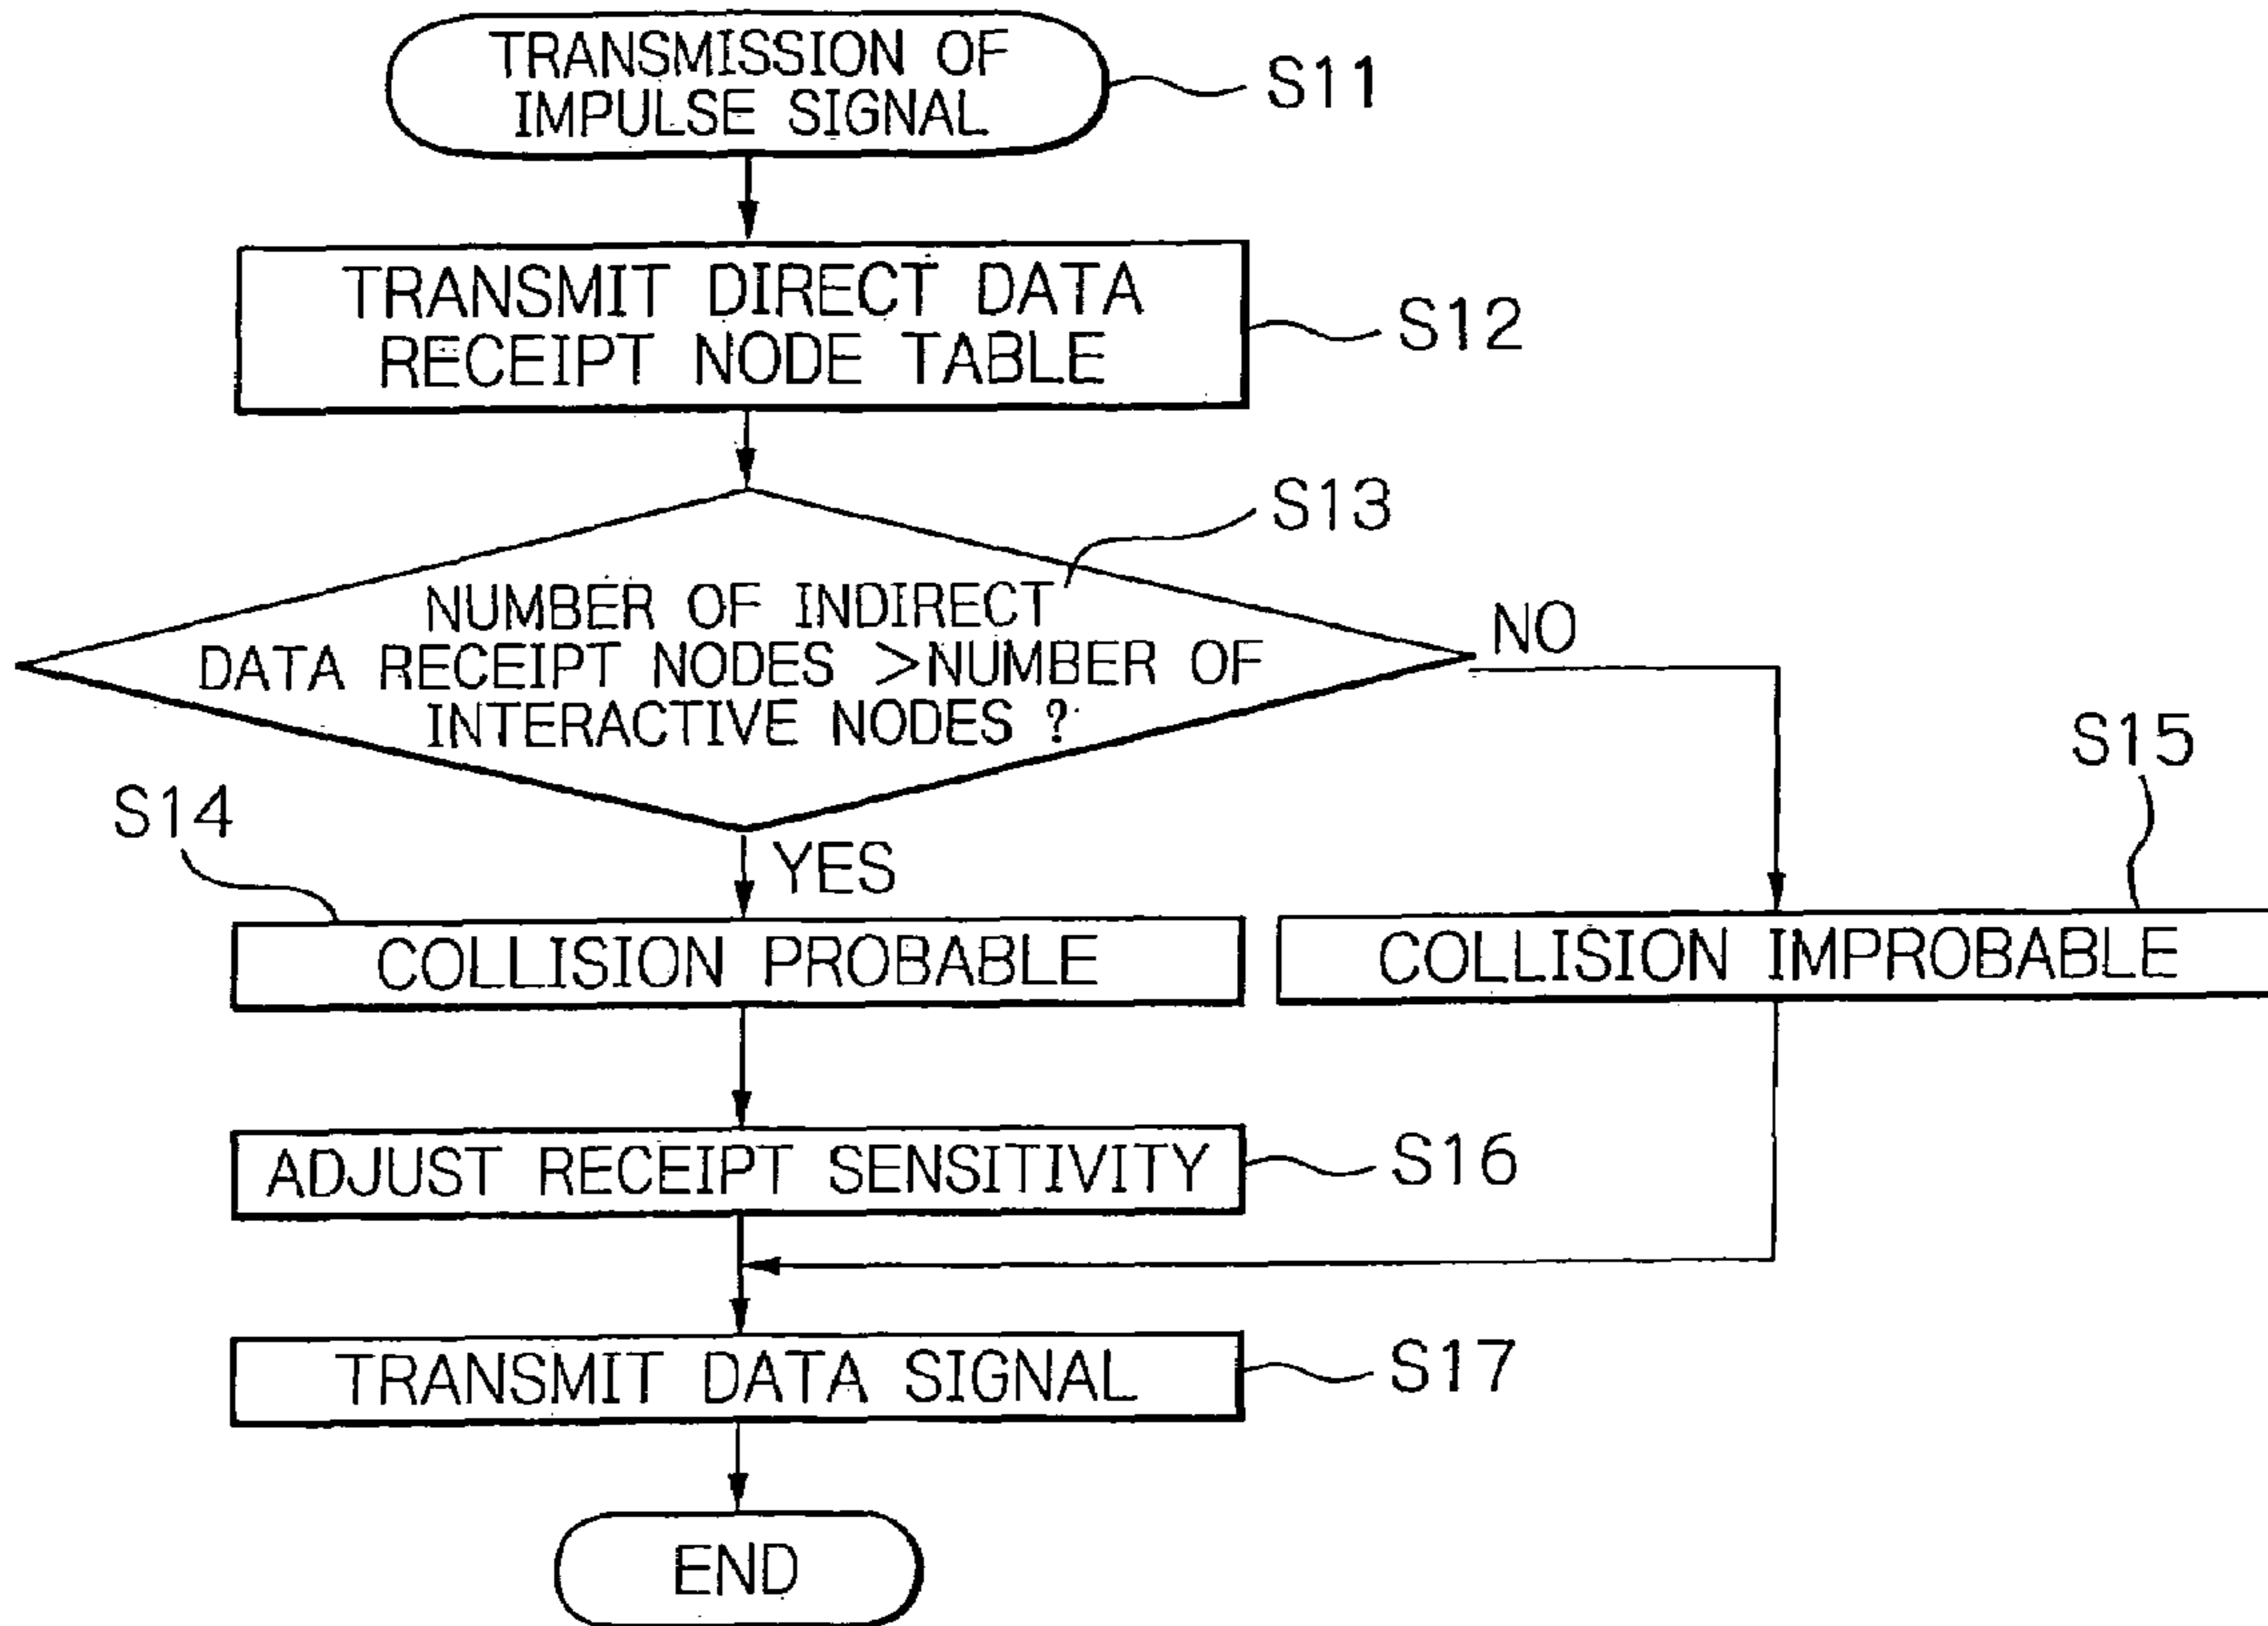 TRANSMISSION OF
IMPULSE SIGNAL
S11
TRANSMIT DIRECT DATA
RECEIPT NODE TABLE
S12
S13
NUMBER OF INDIRECT
DATA RECEIPT NODES >NUMBER OF
INTERACTIVE NODES ?
NO
S15
S14
YES
COLLISION PROBABLE
COLLISION IMPROBABLE
ADJUST RECEIPT SENSITIVITY
S16
TRANSMIT DATA SIGNAL
S17
END